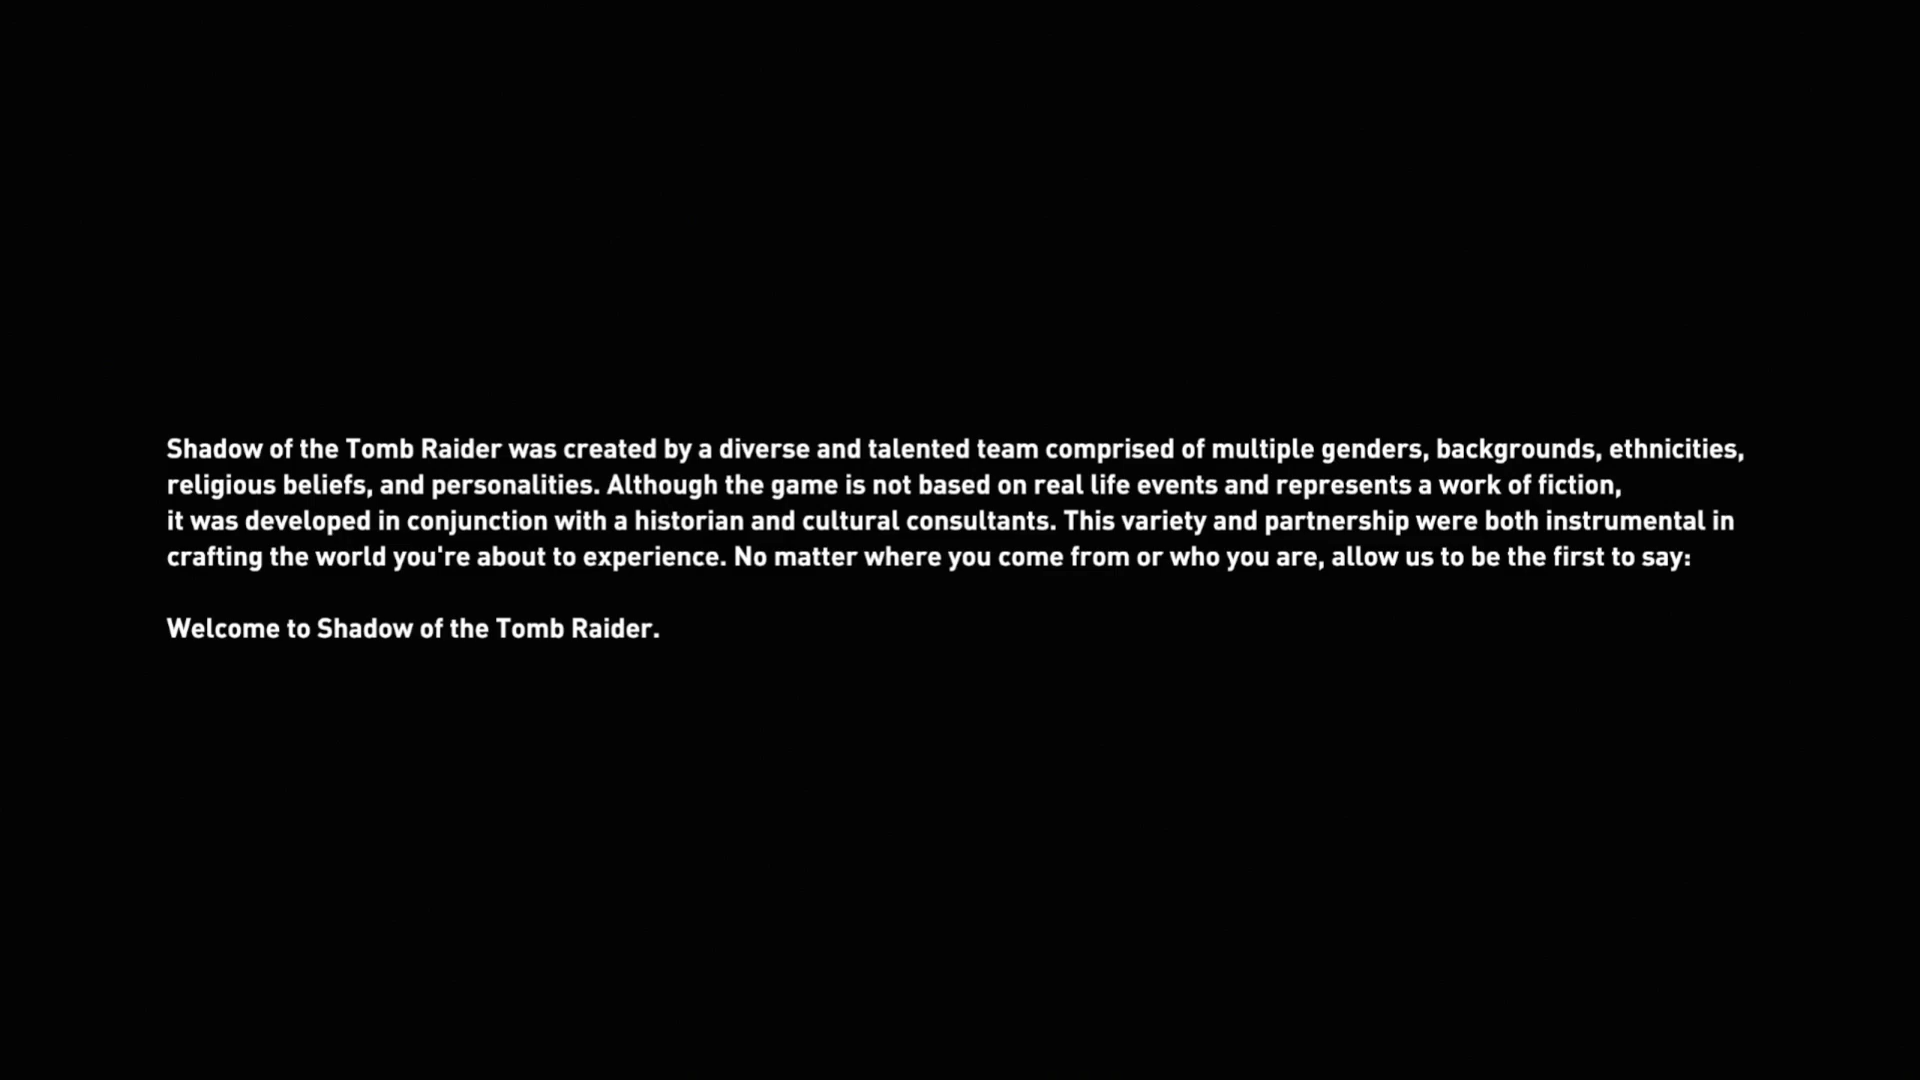 Shadow of the Tomb Raider was created by a diverse and talented team comprised of multiple genders, backgrounds, ethnicities,
religious beliefs, and personalities. Although the game is not based on real life events and represents a work of fiction,
it was developed in conjunction with a historian and cultural consultants. This variety and partnership were both instrumental in
crafting the world you're about to experience. No matter where you come from or who you are, allow us to be the first to say:
Welcome to Shadow of the Tomb Raider.